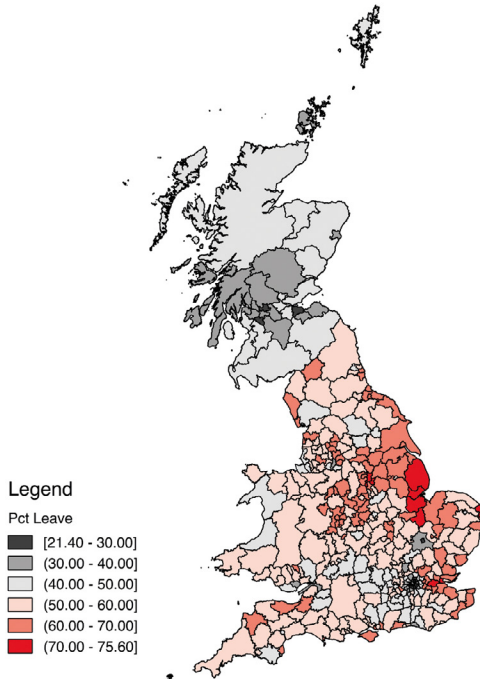 Legend
Pct Leave
[21.40 - 30.00]
(30.00 - 40.00]
(40.00 - 50.00]
(50.00 - 60.00]
(60.00 - 70.00]
(70.00 - 75.60]